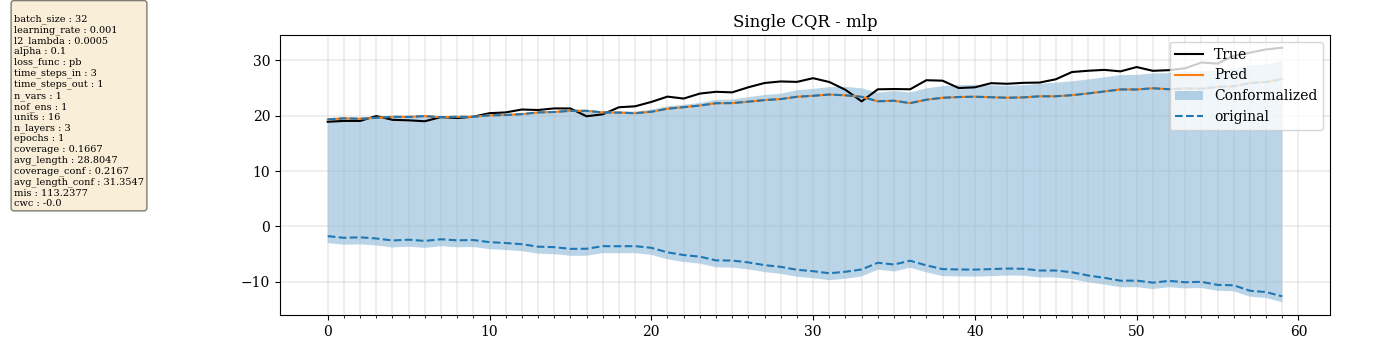 batch_size : 32
learning_rate : 0.001
l2_lambda : 0.0005
alpha : 0.1
loss_func : pb
time_steps_in : 3
time_steps_out : 1
n_vars : 1
nof_ens : 1
units : 16
n_layers : 3
epochs : 1
coverage : 0.1667
avg_length : 28.8047
coverage_conf : 0.2167
avg_length_conf : 31.3547
mis : 113.2377
cwc : -0.0
Single CQR - mlp
30
20
10
0
−10
0 10 20 30 40 50 60
True
Pred
Conformalized
original